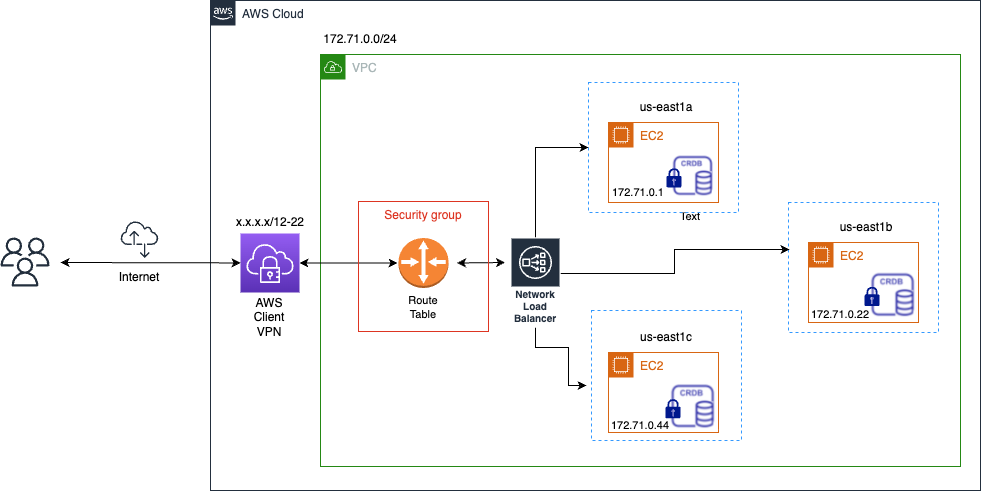 aws
AWS Cloud
172.71.0.0/24
VPC
us-east1a
EC2
CRDB
172.71.0.1
Text
us-east1b
EC2
CRDB
172.71.0.22
x.x.x.x/12-22
Security group
Internet
AWS
Client
VPN
Route
Table
Network
Load
Balancer
us-east1c
EC2
CRDB
172.71.0.44